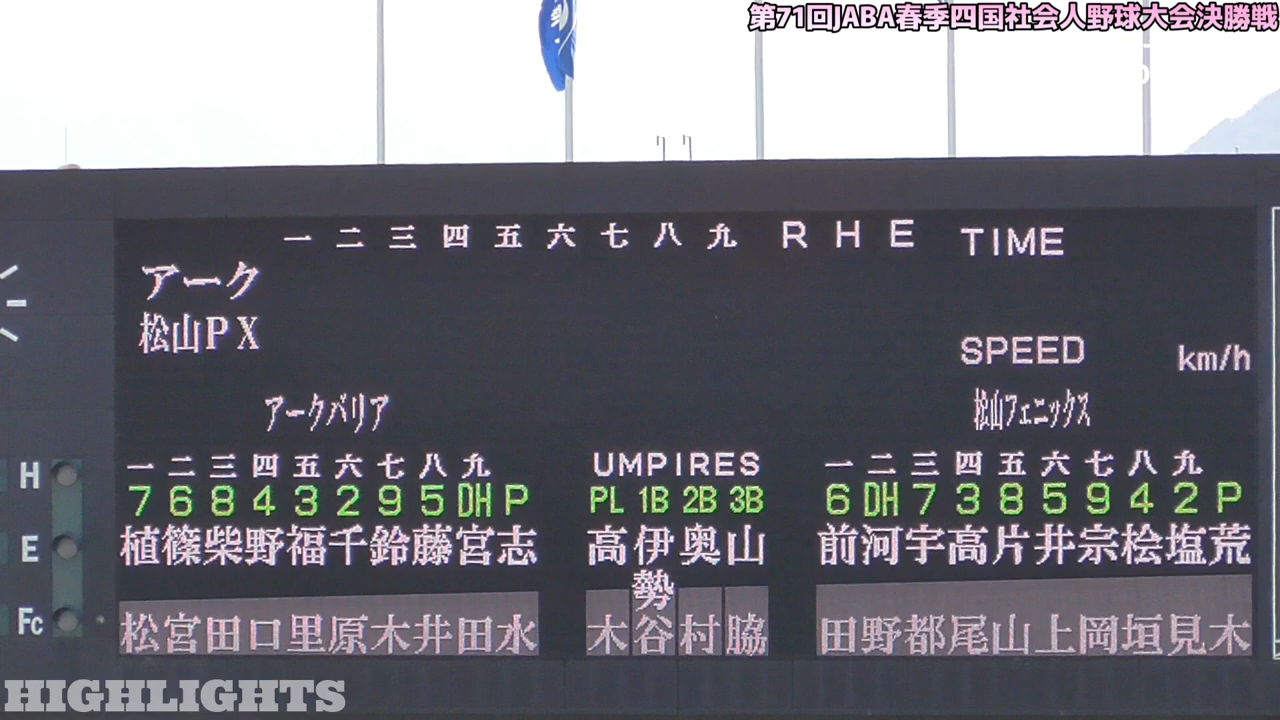 第71回JABA春季四国社会人野球大会決勝戦
一 二 三 四 五 六 七 八 九 R H E TIME
アーク
松山PX
SPEED km/h
アークバリア
松山フェニックス
一 二 三 四 五 六 七 八 九
UMPIRES
一 二 三 四 五 六 七 八 九
H
7 6 8 4 3 2 9 5 DH P
PL 1B 2B 3B
6 DH 7 3 8 5 9 4 2 P
E
植 篠 柴 野 福 千 鈴 藤 宮 志
高 伊 奥 山
前 河 宇 高 片 井 宗 桧 塩 荒
勢
Fc
松 宮 田 口 里 原 木 井 田 水
木 谷 村 脇
田 野 都 尾 山 上 岡 垣 見 木
HIGHLIGHTS